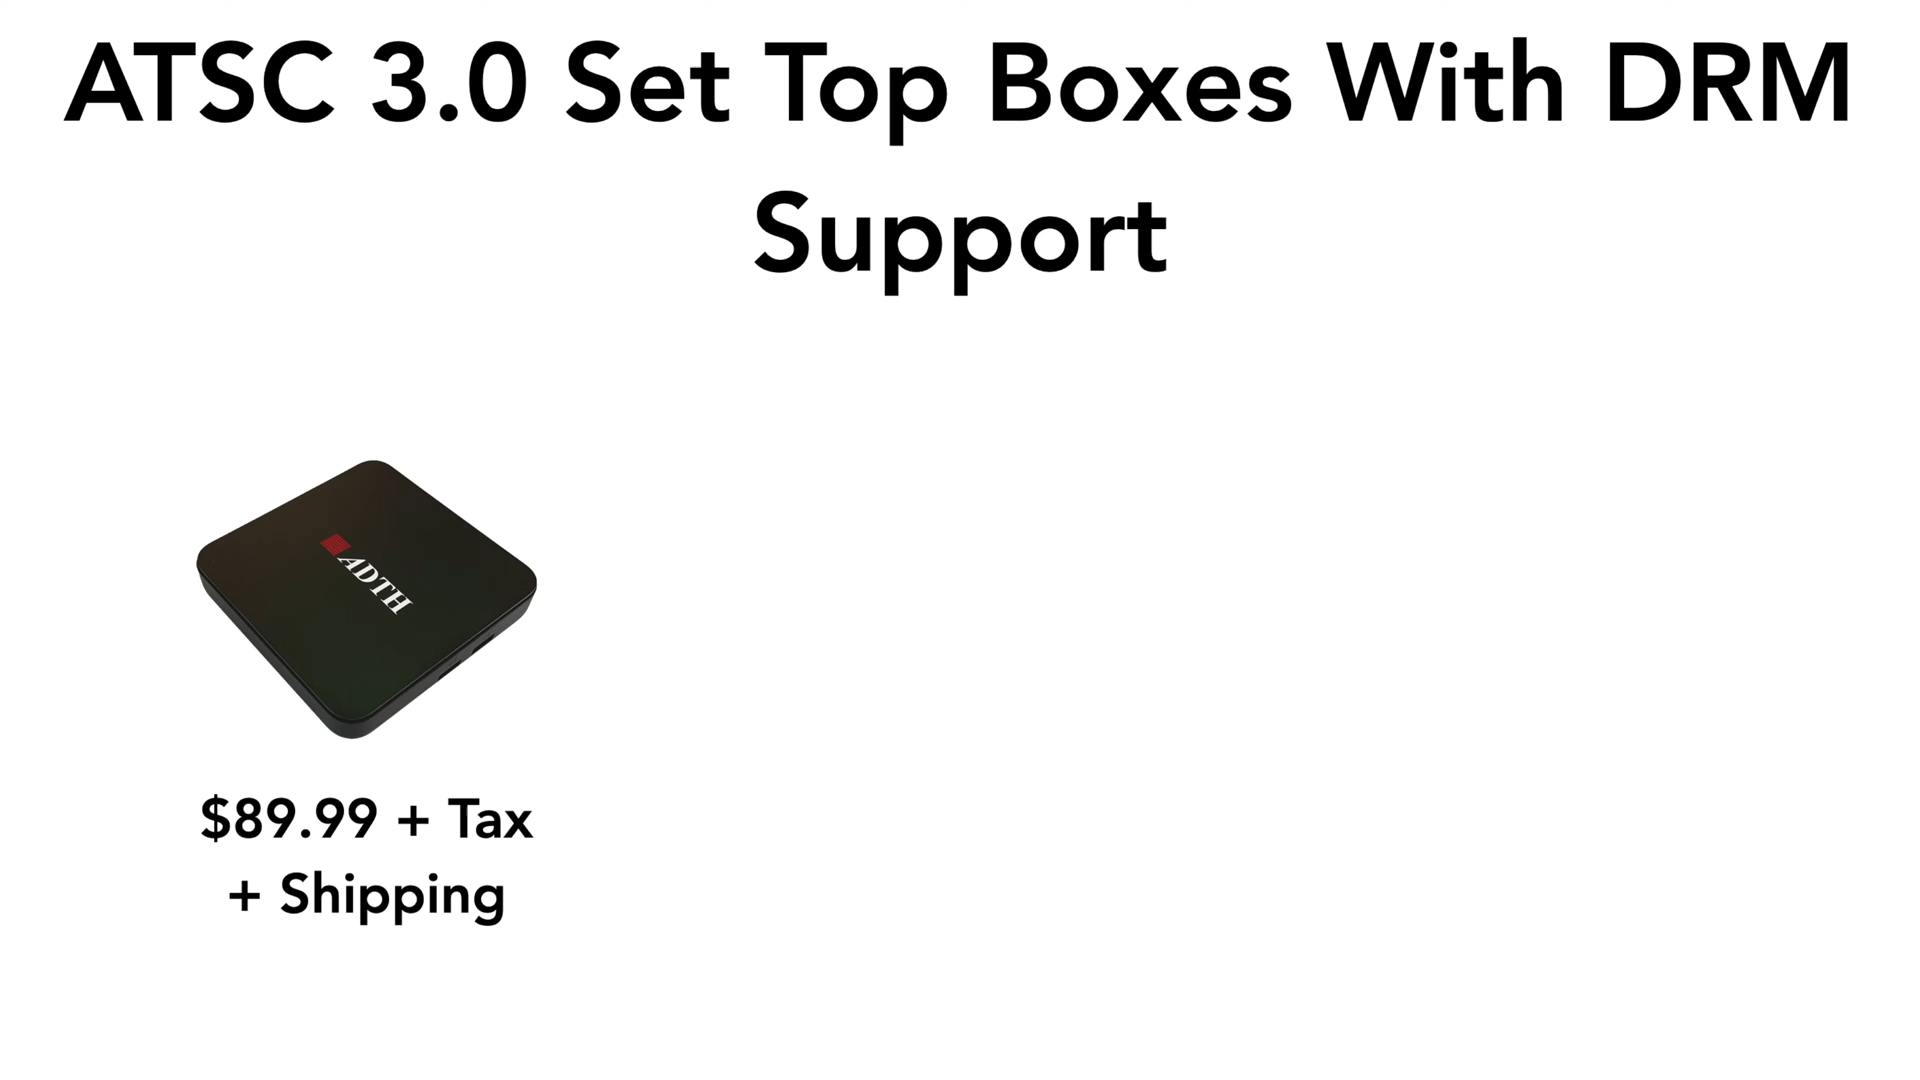 ATSC 3.0 Set Top Boxes With DRM
Support
ADTH
$89.99 + Tax
+ Shipping